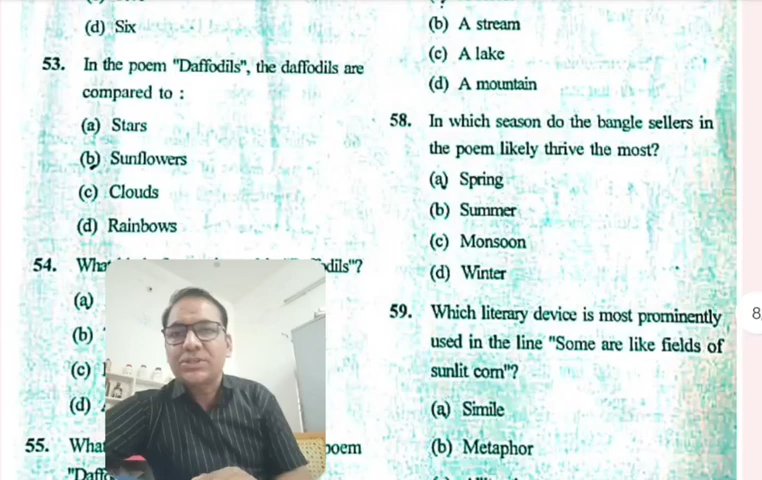 (d) Six
53. In the poem "Daffodils", the daffodils are
compared to :
(a) Stars
(b) Sunflowers
(c) Clouds
(d) Rainbows
54.
dils"?
(a)
(b)
(c)
(d)
55.
poem
(b) A stream
(c) A lake
(d) A mountain
58. In which season do the bangle sellers in
the poem likely thrive the most?
(a) Spring
(b) Summer
(c) Monsoon
(d) Winter
59. Which literary device is most prominently
used in the line "Some are like fields of
sunlit corn"?
(a) Simile
(b) Metaphor
8